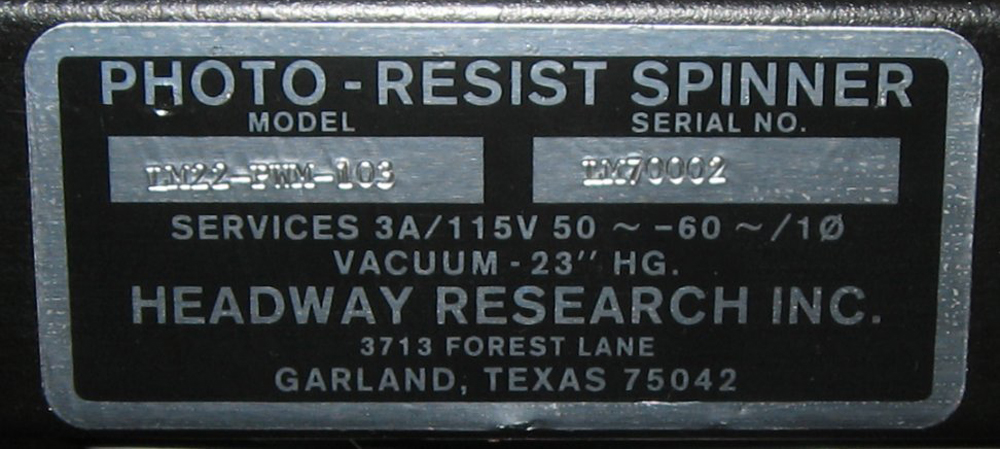 PHOTO - RESIST SPINNER
MODEL SERIAL NO.
LM22-PWM-103 LM70002
SERVICES 3A/115V 50 ~ -60 ~/1Ø
VACUUM - 23" HG.
HEADWAY RESEARCH INC.
3713 FOREST LANE
GARLAND, TEXAS 75042